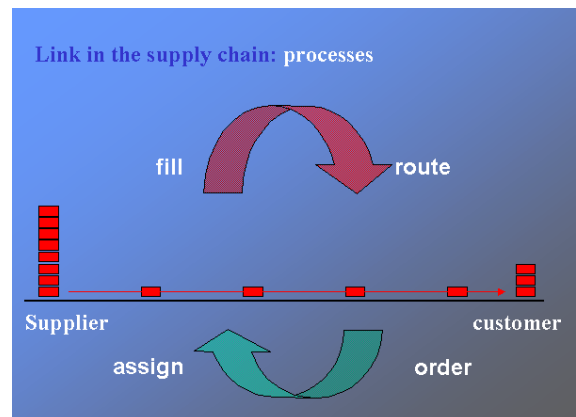 Link in the supply chain: processes
fill
route
Supplier
customer
assign
order